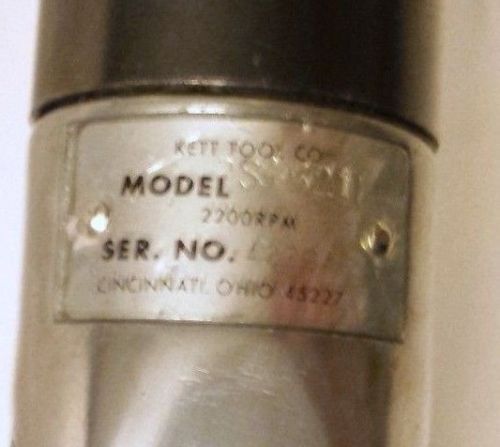 KETT TOOL CO.
MODEL
2200RPM
SER. NO.
CINCINNATI, OHIO 45227